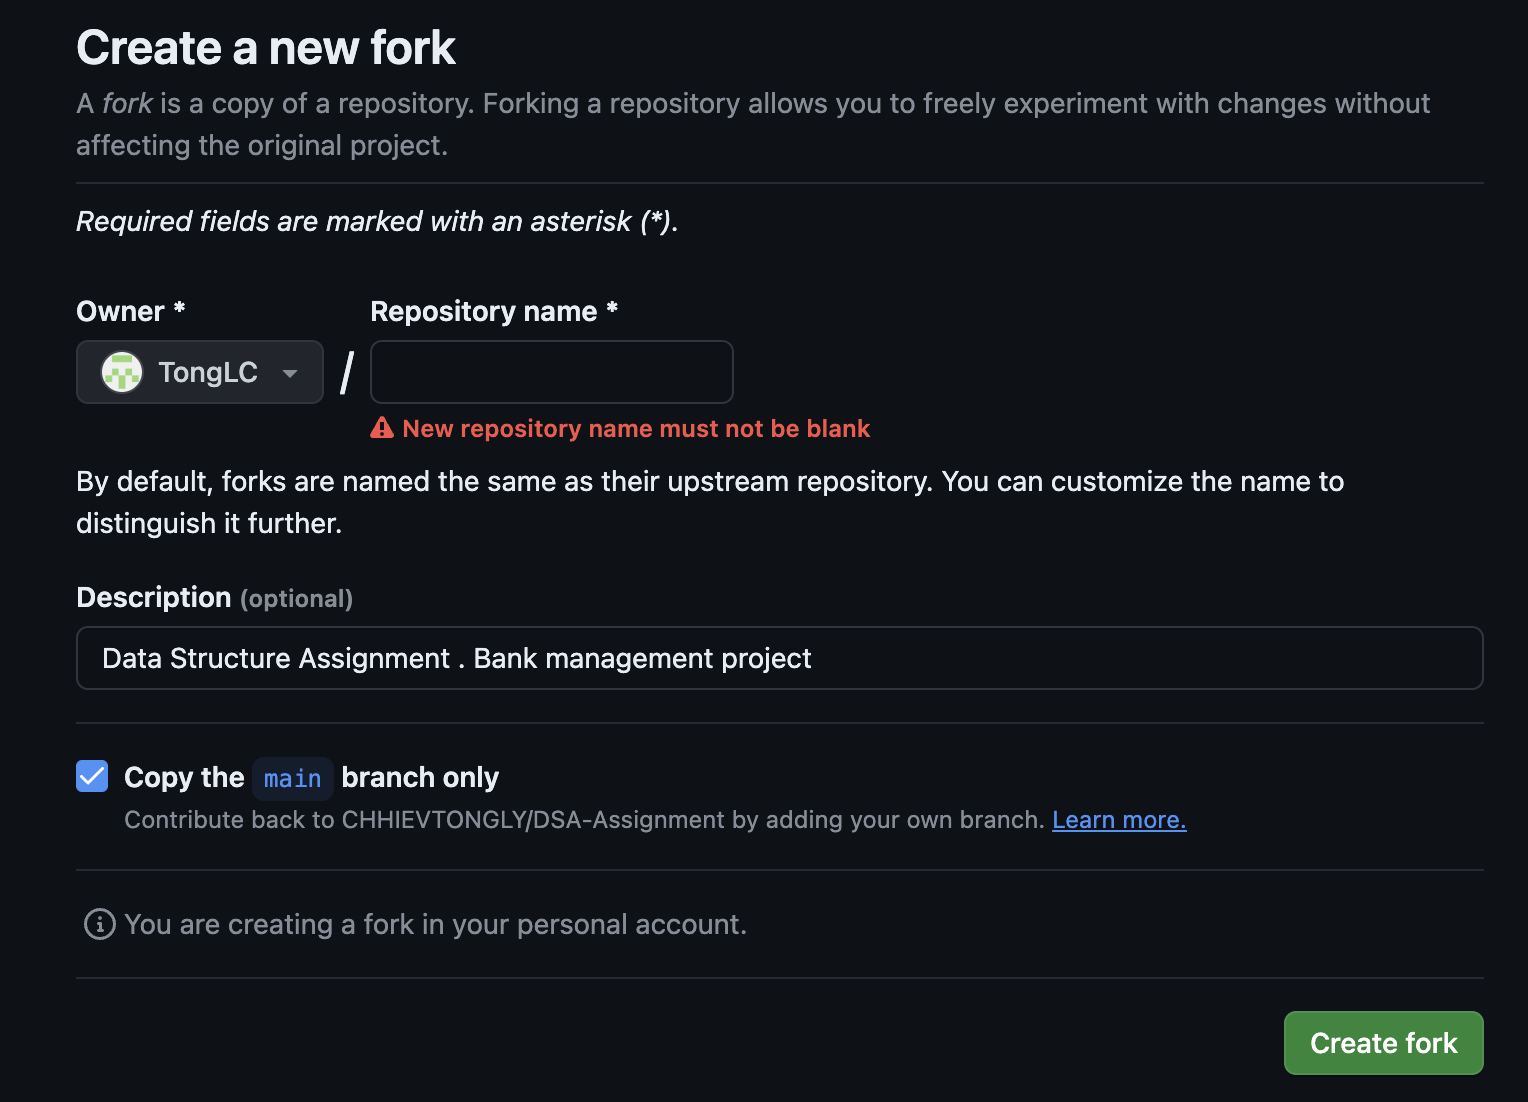 Create a new fork
A fork is a copy of a repository. Forking a repository allows you to freely experiment with changes without
affecting the original project.
Required fields are marked with an asterisk (*).
Owner *
Repository name *
TongLC
/
New repository name must not be blank
By default, forks are named the same as their upstream repository. You can customize the name to
distinguish it further.
Description (optional)
Data Structure Assignment . Bank management project
Copy the main branch only
Contribute back to CHHIEVTONGLY/DSA-Assignment by adding your own branch. Learn more.
You are creating a fork in your personal account.
Create fork